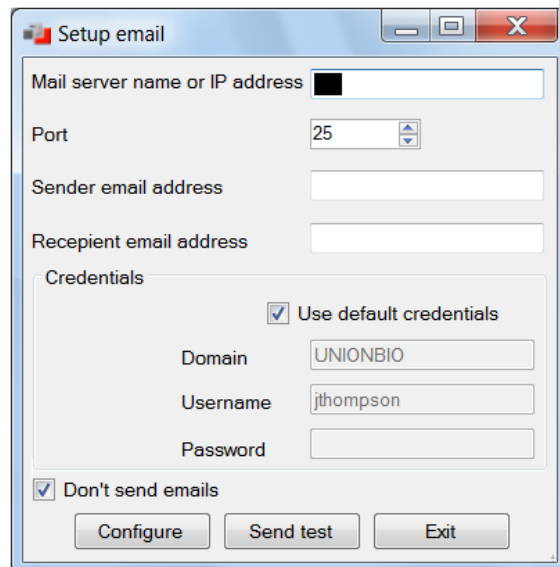 Setup email
Mail server name or IP address
Port 25
Sender email address
Recepient email address
Credentials
Use default credentials
Domain UNIONBIO
Username jthompson
Password
Don't send emails
Configure Send test Exit